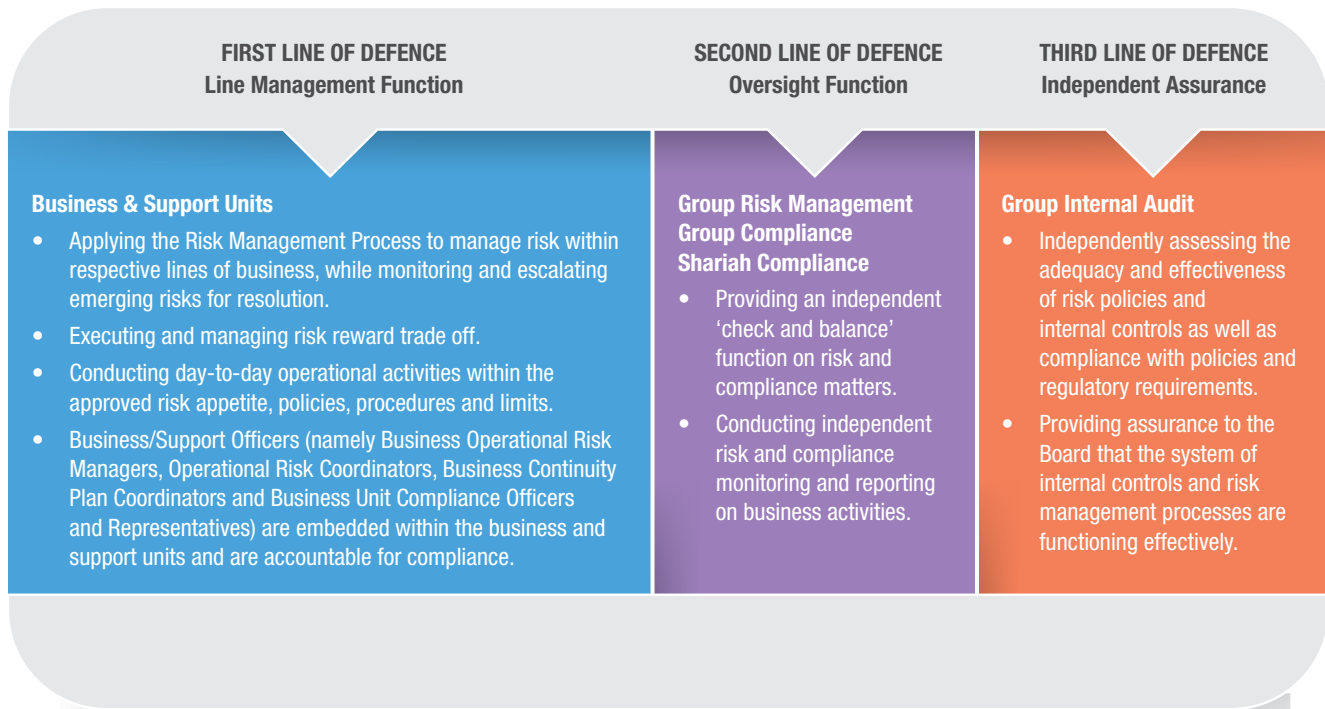 FIRST LINE OF DEFENCE
Line Management Function
SECOND LINE OF DEFENCE
Oversight Function
THIRD LINE OF DEFENCE
Independent Assurance
Business & Support Units
• Applying the Risk Management Process to manage risk within
respective lines of business, while monitoring and escalating
emerging risks for resolution.
• Executing and managing risk reward trade off.
• Conducting day-to-day operational activities within the
approved risk appetite, policies, procedures and limits.
• Business/Support Officers (namely Business Operational Risk
Managers, Operational Risk Coordinators, Business Continuity
Plan Coordinators and Business Unit Compliance Officers
and Representatives) are embedded within the business and
support units and are accountable for compliance.
Group Risk Management
Group Compliance
Shariah Compliance
• Providing an independent
‘check and balance’
function on risk and
compliance matters.
• Conducting independent
risk and compliance
monitoring and reporting
on business activities.
Group Internal Audit
• Independently assessing the
adequacy and effectiveness
of risk policies and
internal controls as well as
compliance with policies and
regulatory requirements.
• Providing assurance to the
Board that the system of
internal controls and risk
management processes are
functioning effectively.